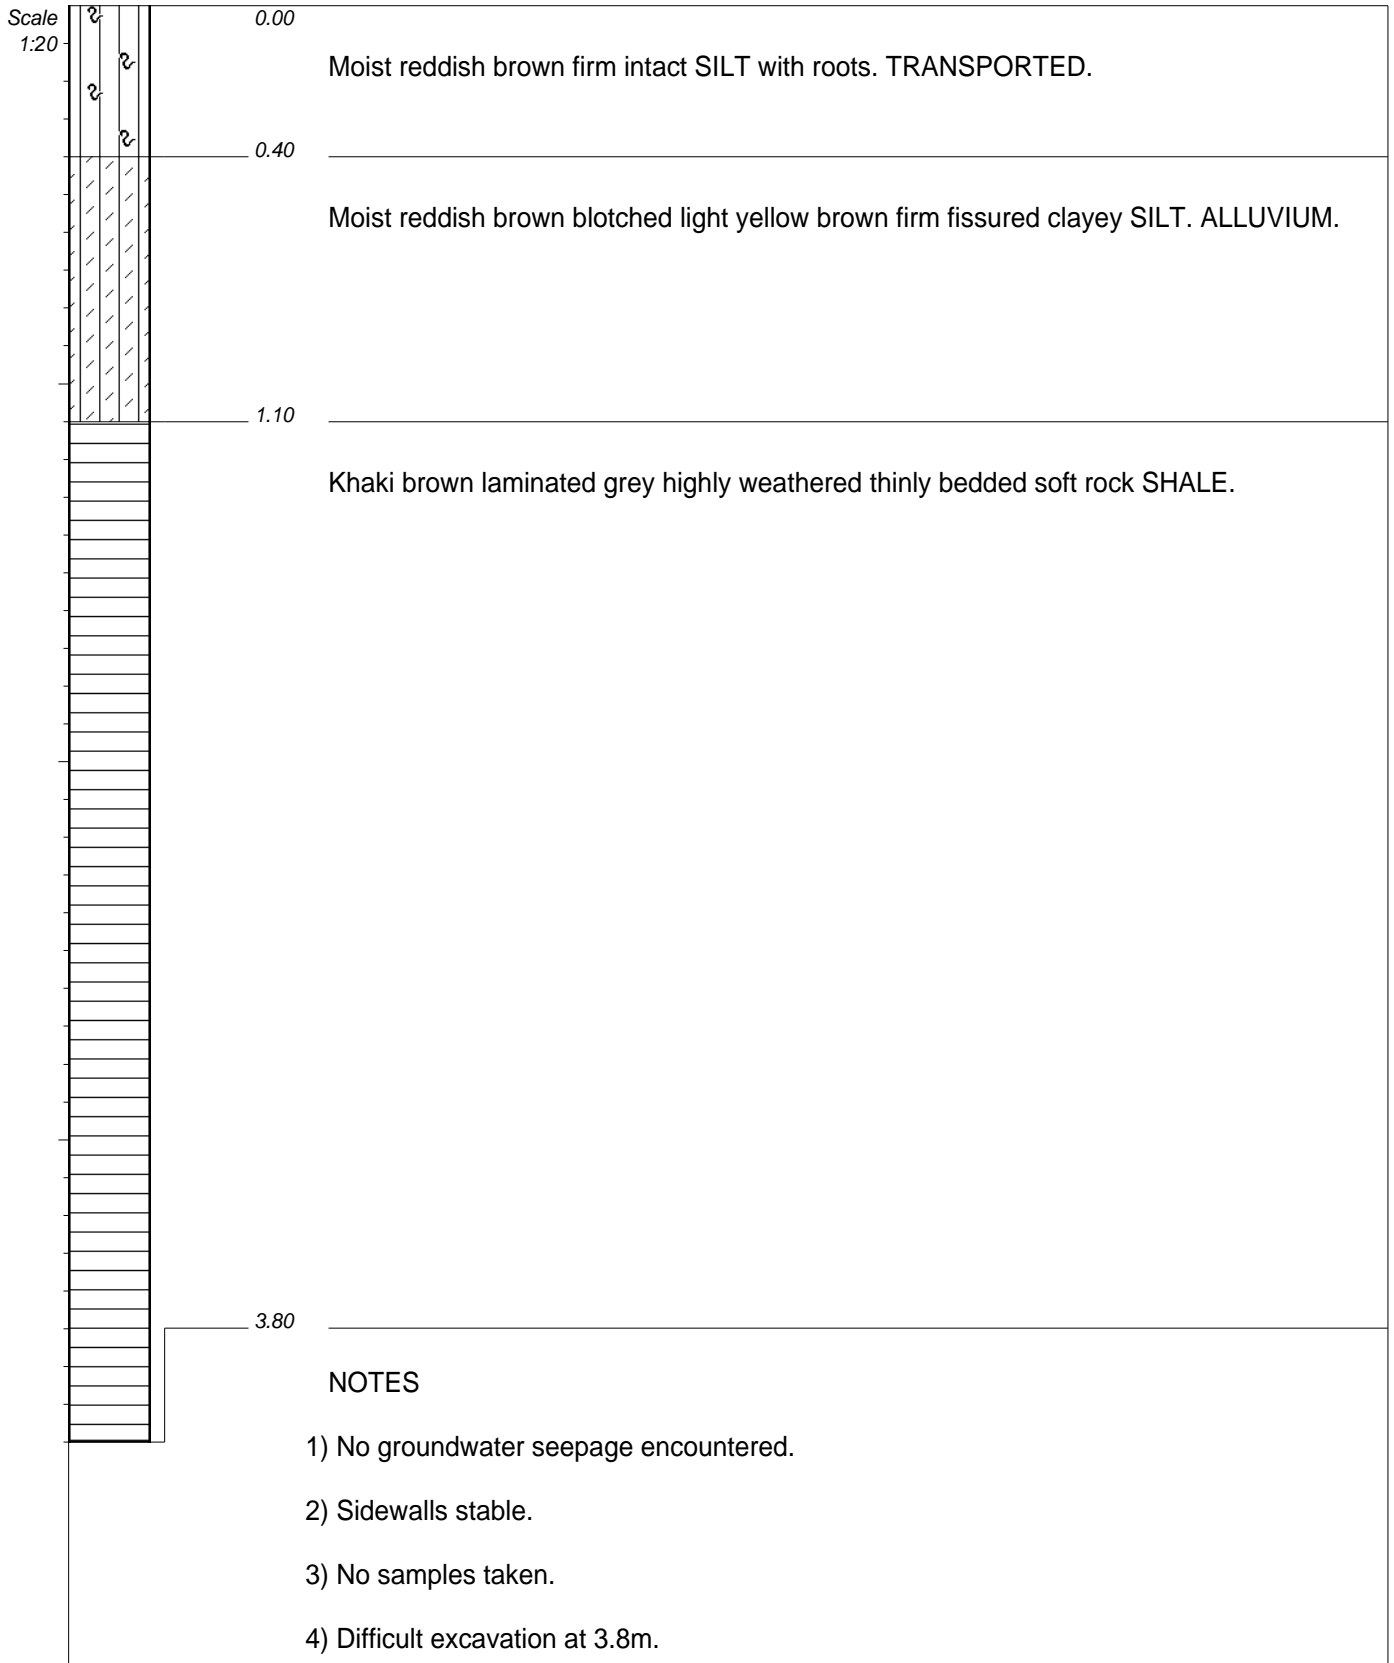 Scale
1:20
0.00
Moist reddish brown firm intact SILT with roots. TRANSPORTED.
0.40
Moist reddish brown blotched light yellow brown firm fissured clayey SILT. ALLUVIUM.
1.10
Khaki brown laminated grey highly weathered thinly bedded soft rock SHALE.
3.80
NOTES
1) No groundwater seepage encountered.
2) Sidewalls stable.
3) No samples taken.
4) Difficult excavation at 3.8m.